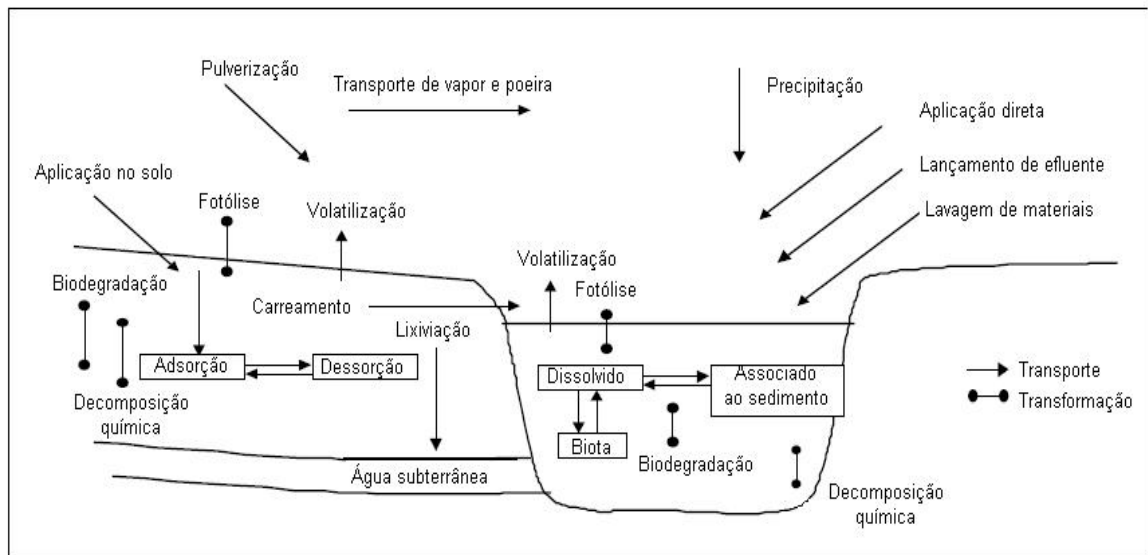 Pulverização
Transporte de vapor e poeira
Precipitação
Aplicação direta
Aplicação no solo
Lançamento de efluente
Fotólise
Volatilização
Lavagem de materiais
Volatilização
Biodegradação
Fotólise
Carreamento
Lixiviação
Adsorção
Dessorção
Dissolvido
Associado
ao sedimento
Transporte
Transformação
Decomposição
química
Biota
Biodegradação
Água subterrânea
Decomposição
química